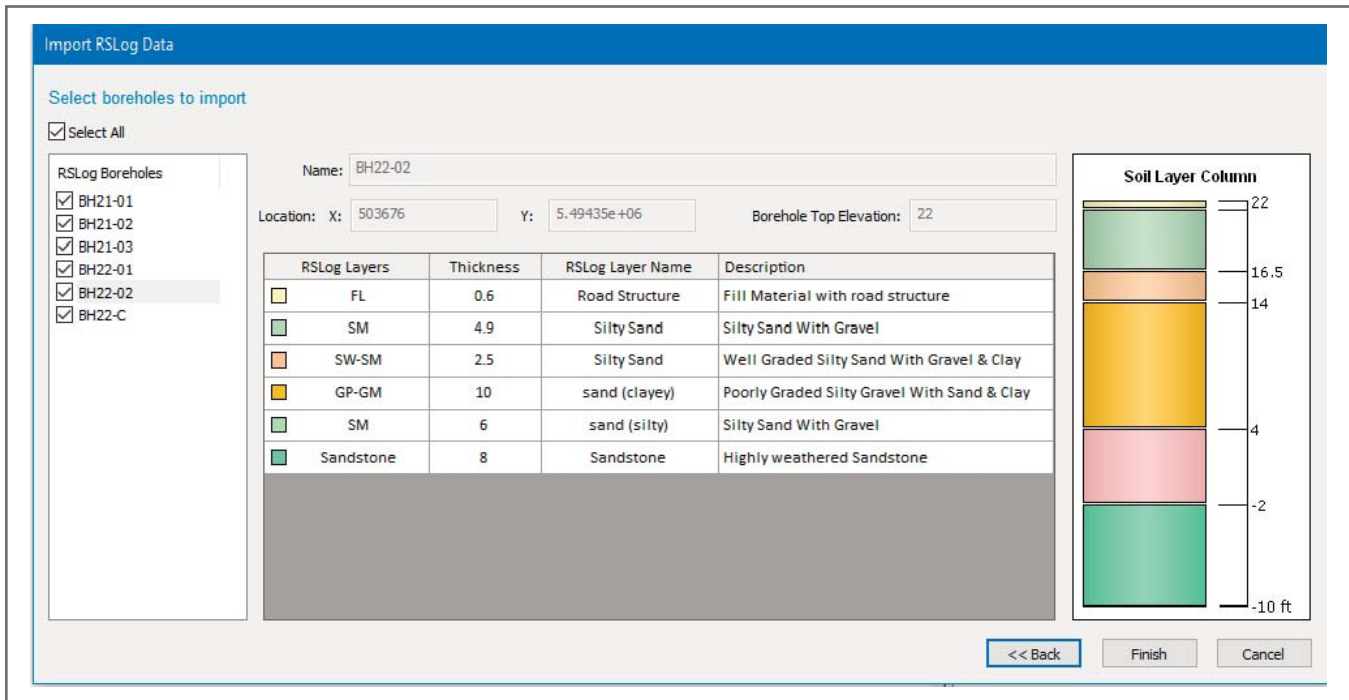 Import RSLog Data
Select boreholes to import
Select All
RSLog Boreholes
BH21-01
BH21-02
BH21-03
BH22-01
BH22-02
BH22-C
Name: BH22-02
Location: X: 503676 Y: 5.49435e+06 Borehole Top Elevation: 22
RSLog Layers Thickness RSLog Layer Name Description
FL 0.6 Road Structure Fill Material with road structure
SM 4.9 Silty Sand Silty Sand With Gravel
SW-SM 2.5 Silty Sand Well Graded Silty Sand With Gravel & Clay
GP-GM 10 sand (clayey) Poorly Graded Silty Gravel With Sand & Clay
SM 6 sand (silty) Silty Sand With Gravel
Sandstone 8 Sandstone Highly weathered Sandstone
Soil Layer Column
22
16.5
14
4
-2
-10 ft
<< Back Finish Cancel